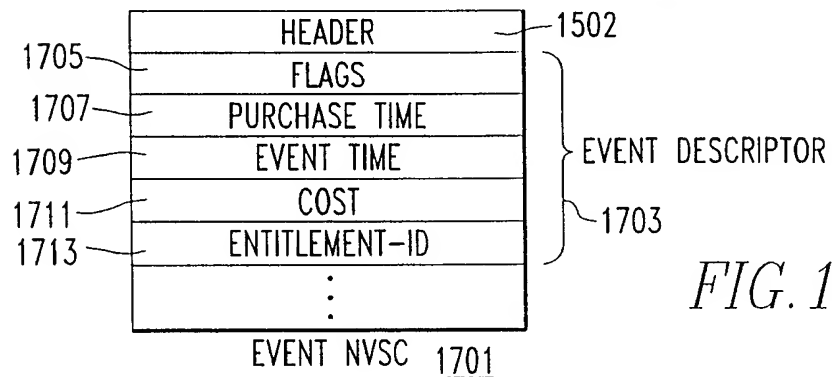 HEADER 1502
1705 FLAGS
1707 PURCHASE TIME
1709 EVENT TIME EVENT DESCRIPTOR
1711 COST 1703
1713 ENTITLEMENT-ID
FIG. 1
EVENT NVSC 1701